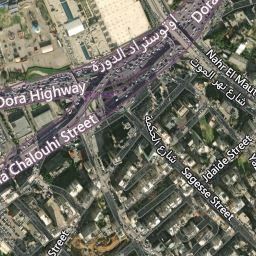 Dora
اوتوستراد الدورة
Nahr El Maut
شارع نهر الموت
Dora Highway
a Chalouhi Street
شارع الحكمة
Jdaide Street
Sagesse Street
Street